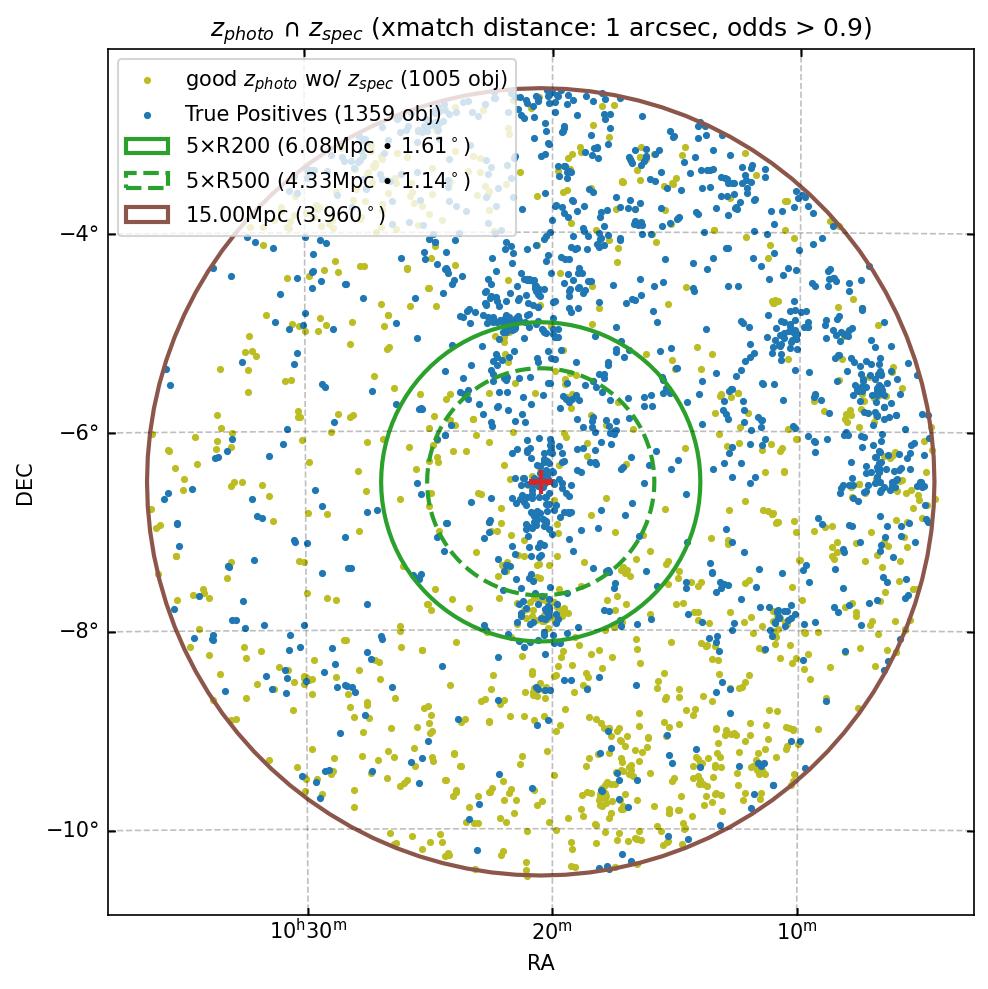 z_photo ∩ z_spec (xmatch distance: 1 arcsec, odds > 0.9)
good z_photo wo/ z_spec (1005 obj)
True Positives (1359 obj)
5×R200 (6.08Mpc • 1.61°)
5×R500 (4.33Mpc • 1.14°)
15.00Mpc (3.960°)
−4°
−6°
−8°
−10°
DEC
10ʰ30ᵐ 20ᵐ 10ᵐ
RA